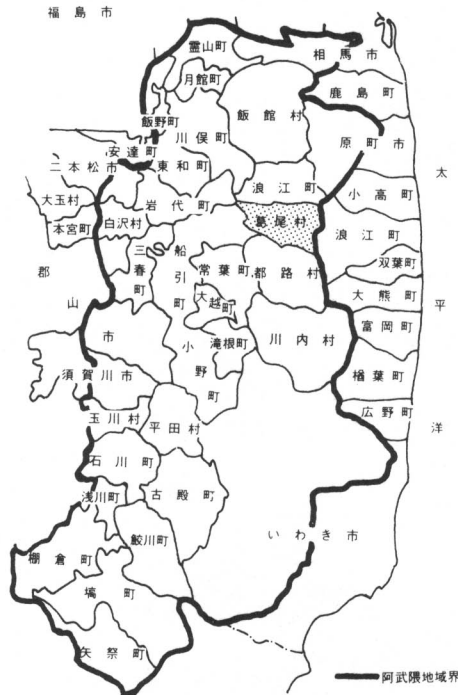 福島市
霊山町
相馬市
月館町
鹿島町
飯舘村
飯野町
川俣町
原町市
安達町
二本松市
東和町
太平洋
大玉村
浪江町
小高町
岩代町
本宮町
白沢村
葛尾村
浪江町
双葉町
三春町
船引町
常葉町
都路村
郡山市
大熊町
大越町
富岡町
滝根町
川内村
小野町
楢葉町
須賀川市
広野町
玉川村
平田村
石川町
浅川町
古殿町
鮫川町
いわき市
棚倉町
塙町
矢祭町
阿武隈地域界